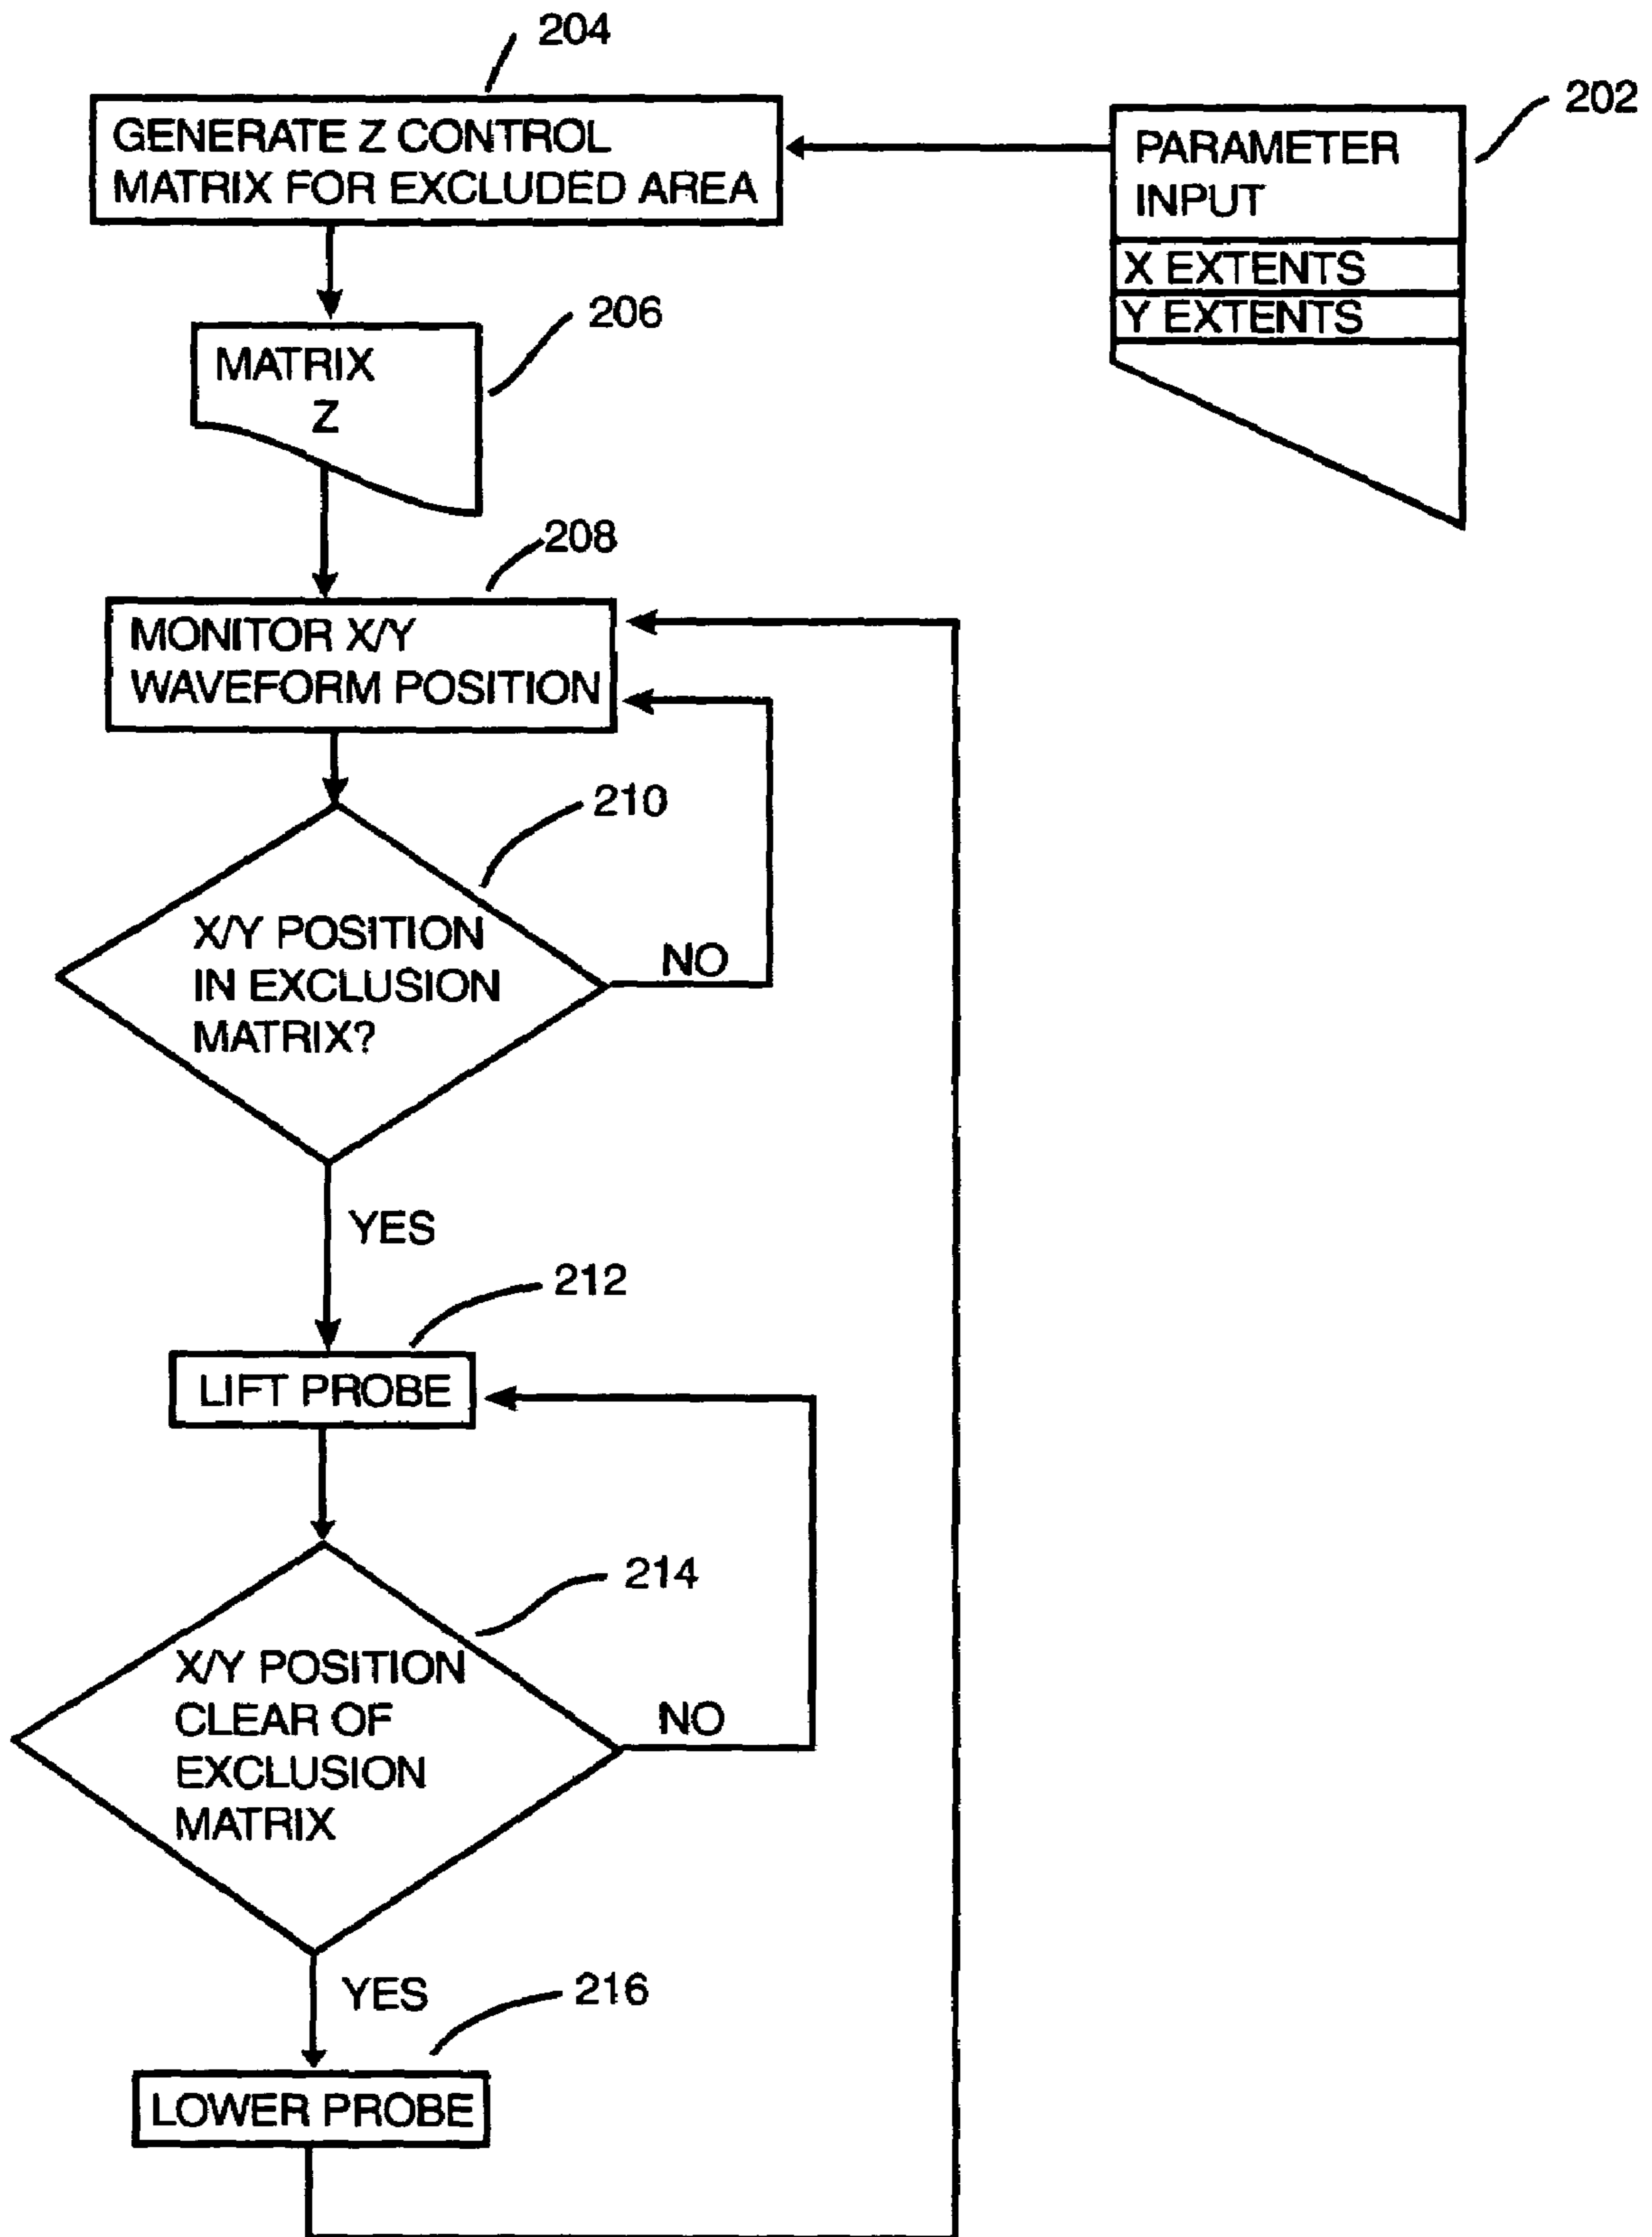 204
GENERATE Z CONTROL
MATRIX FOR EXCLUDED AREA
202
PARAMETER
INPUT
X EXTENTS
Y EXTENTS
206
MATRIX
Z
208
MONITOR X/Y
WAVEFORM POSITION
210
X/Y POSITION
IN EXCLUSION
MATRIX?
NO
YES
212
LIFT PROBE
214
X/Y POSITION
CLEAR OF
EXCLUSION
MATRIX
NO
YES
216
LOWER PROBE